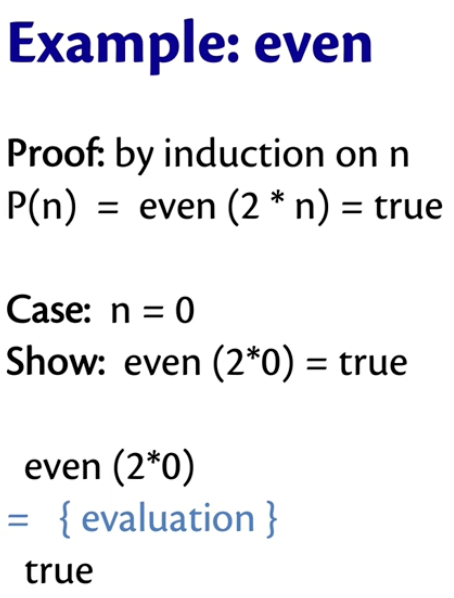 Example: even
Proof: by induction on n
P(n) = even (2 * n) = true
Case: n = 0
Show: even (2*0) = true
even (2*0)
= { evaluation }
true